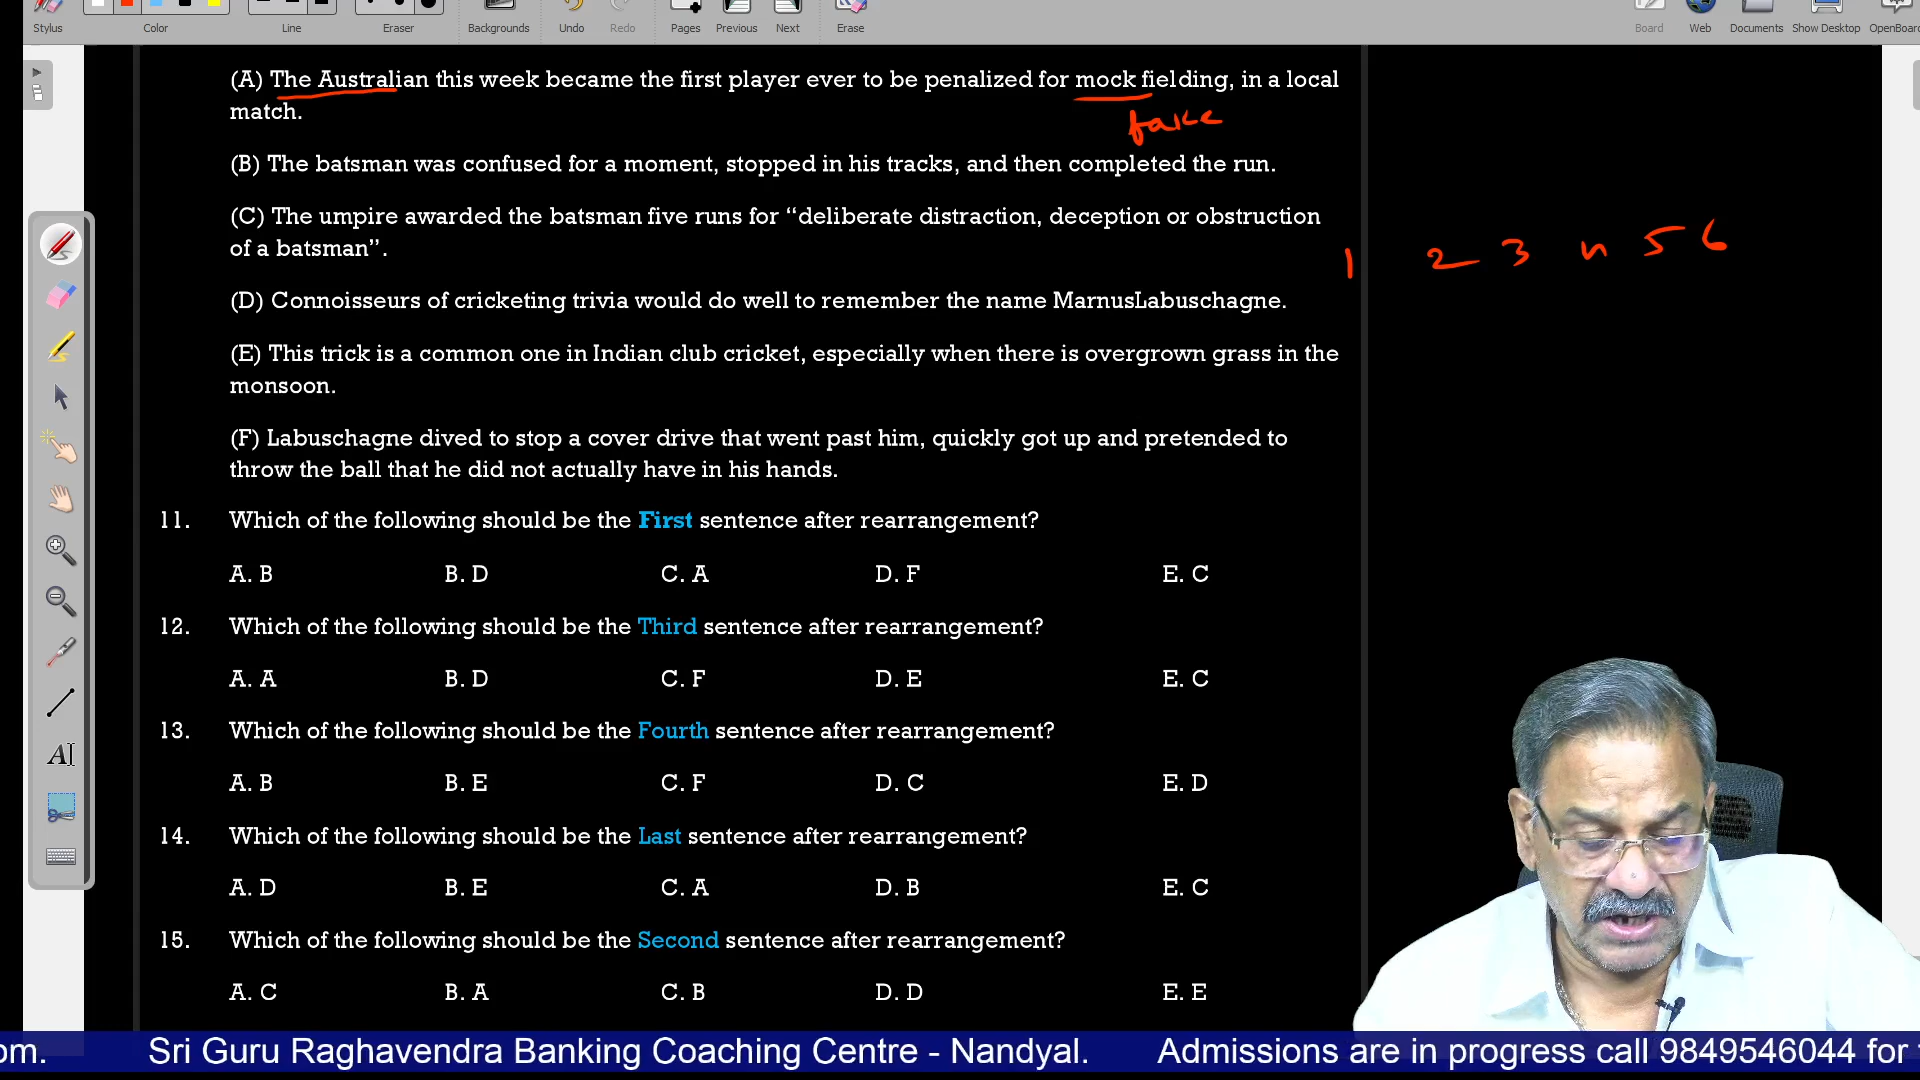 Stylus Color Line Eraser Backgrounds Undo Redo Pages Previous Next Erase Board Web Documents Show Desktop OpenBoard
(A) The Australian this week became the first player ever to be penalized for mock fielding, in a local
match.
fake
(B) The batsman was confused for a moment, stopped in his tracks, and then completed the run.
(C) The umpire awarded the batsman five runs for “deliberate distraction, deception or obstruction
of a batsman”.
1 2 3 4 5 6
(D) Connoisseurs of cricketing trivia would do well to remember the name MarnusLabuschagne.
(E) This trick is a common one in Indian club cricket, especially when there is overgrown grass in the
monsoon.
(F) Labuschagne dived to stop a cover drive that went past him, quickly got up and pretended to
throw the ball that he did not actually have in his hands.
11. Which of the following should be the First sentence after rearrangement?
A. B B. D C. A D. F E. C
12. Which of the following should be the Third sentence after rearrangement?
A. A B. D C. F D. E E. C
13. Which of the following should be the Fourth sentence after rearrangement?
A. B B. E C. F D. C E. D
14. Which of the following should be the Last sentence after rearrangement?
A. D B. E C. A D. B E. C
15. Which of the following should be the Second sentence after rearrangement?
A. C B. A C. B D. D E. E
om. Sri Guru Raghavendra Banking Coaching Centre - Nandyal. Admissions are in progress call 9849546044 for